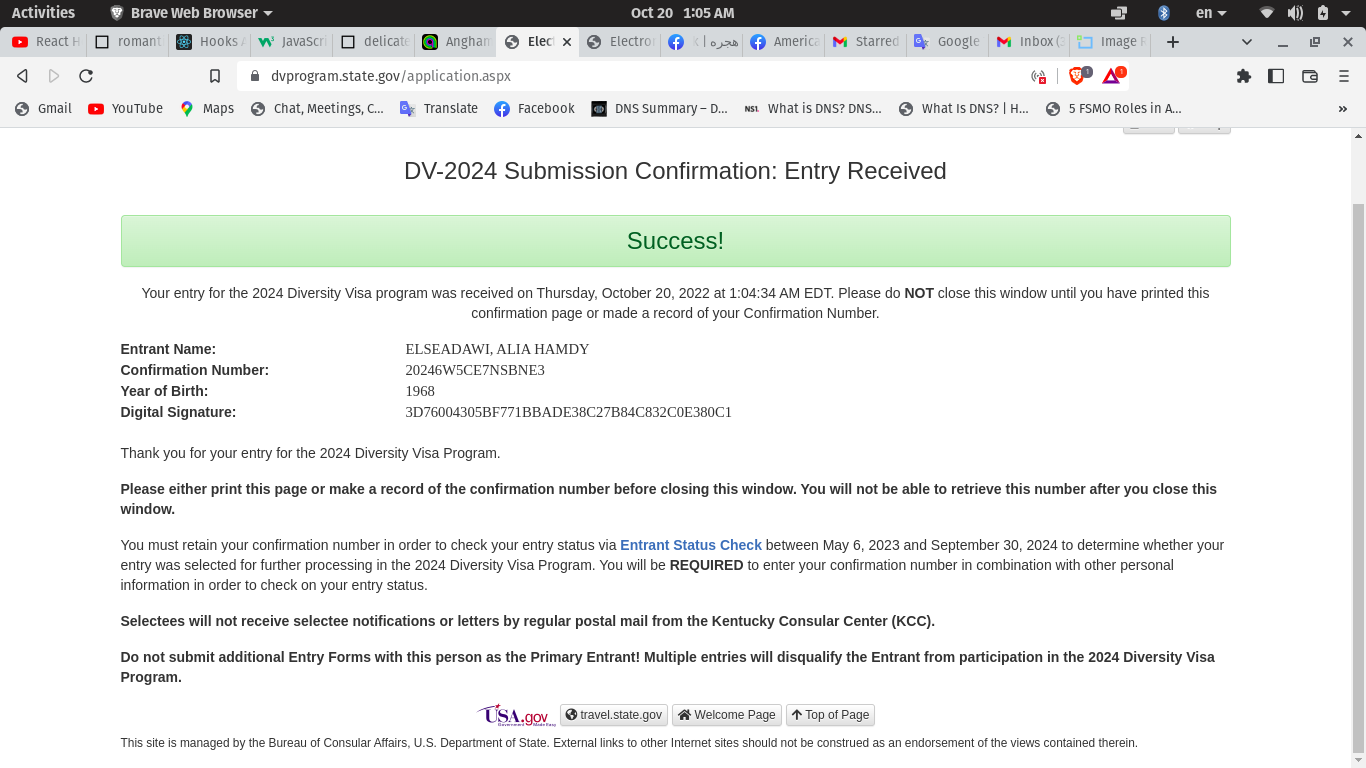 Activities
Brave Web Browser
Oct 20 1:05 AM
en
React H
romant
Hooks A
JavaScri
delicate
Angham
Elect
Electron
هجره | k
America
Starred
Google
Inbox (3
Image R
dvprogram.state.gov/application.aspx
1
1
Gmail
YouTube
Maps
Chat, Meetings, C...
Translate
Facebook
DNS Summary – D...
What is DNS? DNS...
What Is DNS? | H...
5 FSMO Roles in A...
»
DV-2024 Submission Confirmation: Entry Received
Success!
Your entry for the 2024 Diversity Visa program was received on Thursday, October 20, 2022 at 1:04:34 AM EDT. Please do NOT close this window until you have printed this
confirmation page or made a record of your Confirmation Number.
Entrant Name: ELSEADAWI, ALIA HAMDY
Confirmation Number: 20246W5CE7NSBNE3
Year of Birth: 1968
Digital Signature: 3D76004305BF771BBADE38C27B84C832C0E380C1
Thank you for your entry for the 2024 Diversity Visa Program.
Please either print this page or make a record of the confirmation number before closing this window. You will not be able to retrieve this number after you close this
window.
You must retain your confirmation number in order to check your entry status via Entrant Status Check between May 6, 2023 and September 30, 2024 to determine whether your
entry was selected for further processing in the 2024 Diversity Visa Program. You will be REQUIRED to enter your confirmation number in combination with other personal
information in order to check on your entry status.
Selectees will not receive selectee notifications or letters by regular postal mail from the Kentucky Consular Center (KCC).
Do not submit additional Entry Forms with this person as the Primary Entrant! Multiple entries will disqualify the Entrant from participation in the 2024 Diversity Visa
Program.
USA.gov
Government Made Easy
travel.state.gov
Welcome Page
Top of Page
This site is managed by the Bureau of Consular Affairs, U.S. Department of State. External links to other Internet sites should not be construed as an endorsement of the views contained therein.